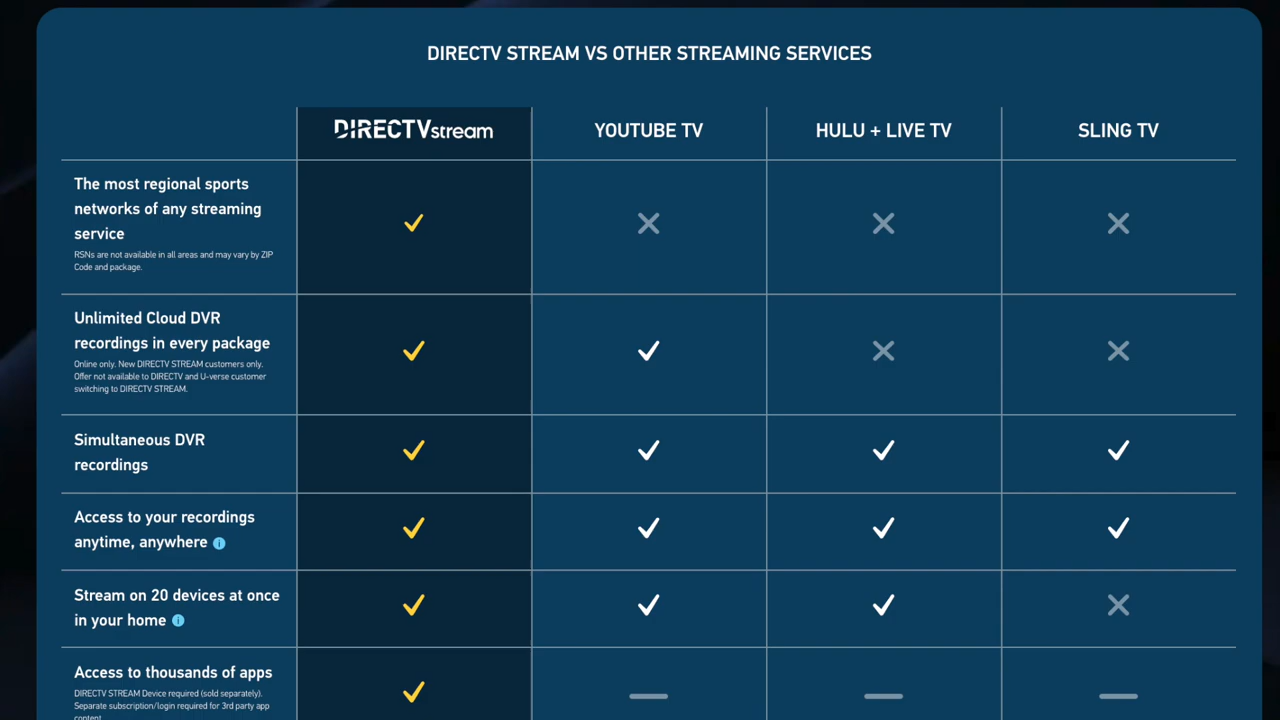 DIRECTV STREAM VS OTHER STREAMING SERVICES
DIRECTV stream
YOUTUBE TV
HULU + LIVE TV
SLING TV
The most regional sports
networks of any streaming
service
RSNs are not available in all areas and may vary by ZIP
Code and package.
Unlimited Cloud DVR
recordings in every package
Online only. New DIRECTV STREAM customers only.
Offer not available to DIRECTV and U-verse customer
switching to DIRECTV STREAM.
Simultaneous DVR
recordings
Access to your recordings
anytime, anywhere
Stream on 20 devices at once
in your home
Access to thousands of apps
DIRECTV STREAM Device required (sold separately).
Separate subscription/login required for 3rd party app
content.